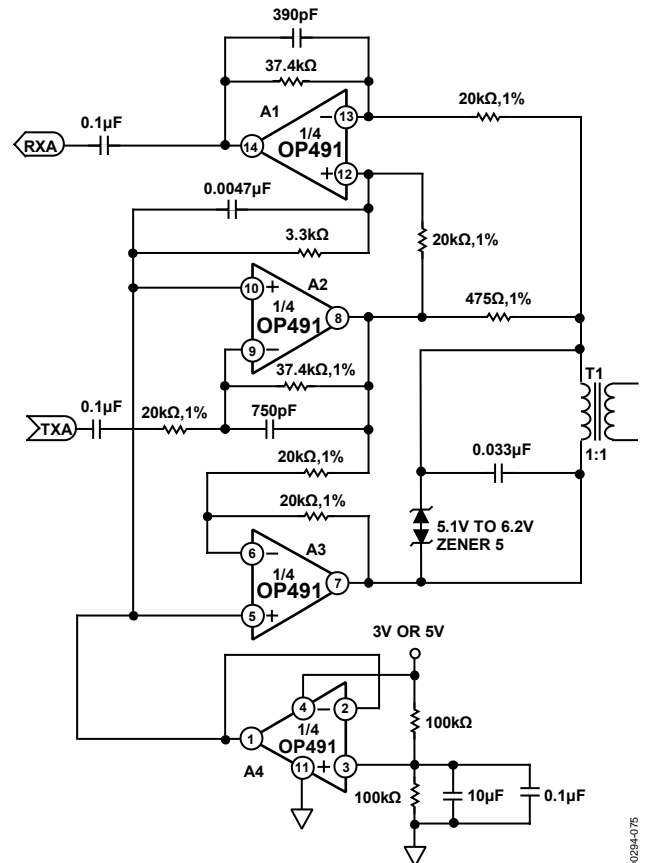 390pF
37.4kΩ
A1
20kΩ,1%
0.1µF
− 13
1/4
OP491
14
RXA
+ 12
0.0047µF
3.3kΩ
20kΩ,1%
A2
10 +
475Ω,1%
1/4
OP491
8
9 −
T1
37.4kΩ,1%
0.1µF
20kΩ,1%
750pF
TXA
0.033µF
1:1
20kΩ,1%
20kΩ,1%
5.1V TO 6.2V
ZENER 5
6 −
A3
1/4
OP491
7
5 +
3V OR 5V
4 − 2
100kΩ
1/4
OP491
1
A4
11 + 3
100kΩ
10µF
0.1µF
00294-075